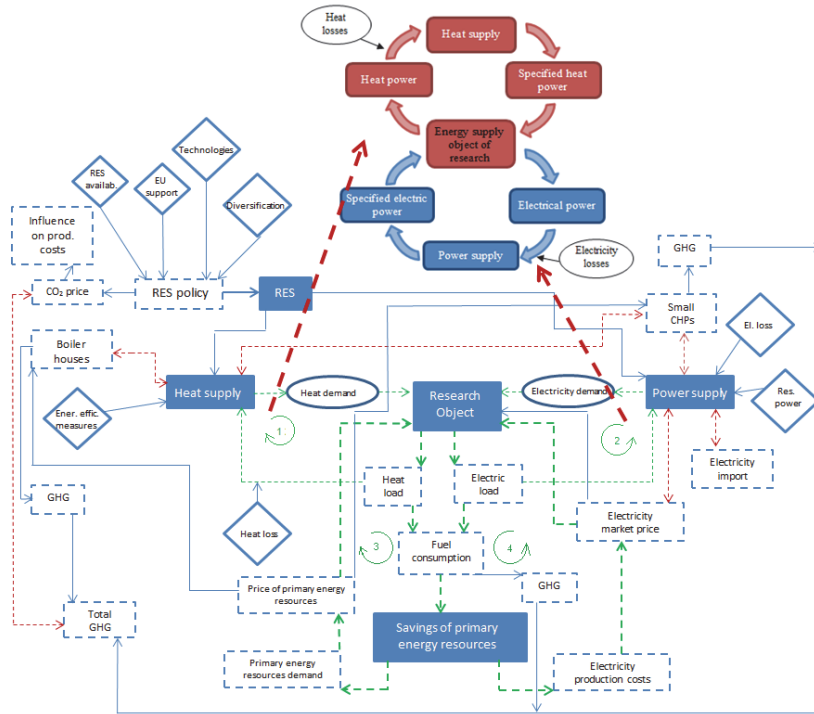 Heat
losses
Heat supply
Heat power
Specified heat
power
Energy supply
object of
research
Specified electric
power
Electrical power
Power supply
Electricity
losses
Technologies
RES
availab.
EU
support
Diversification
Influence
on prod.
costs
CO₂ price
RES policy
RES
GHG
Small
CHPs
El. loss
Boiler
houses
Heat supply
Heat demand
Research
Object
Electricity demand
Power supply
Res.
power
Ener. effic.
measures
1
2
Heat
load
Electric
load
Electricity
import
GHG
Heat loss
3
Fuel
consumption
4
Electricity
market price
Price of primary energy
resources
GHG
Total
GHG
Savings of primary
energy resources
Primary energy
resources demand
Electricity
production costs